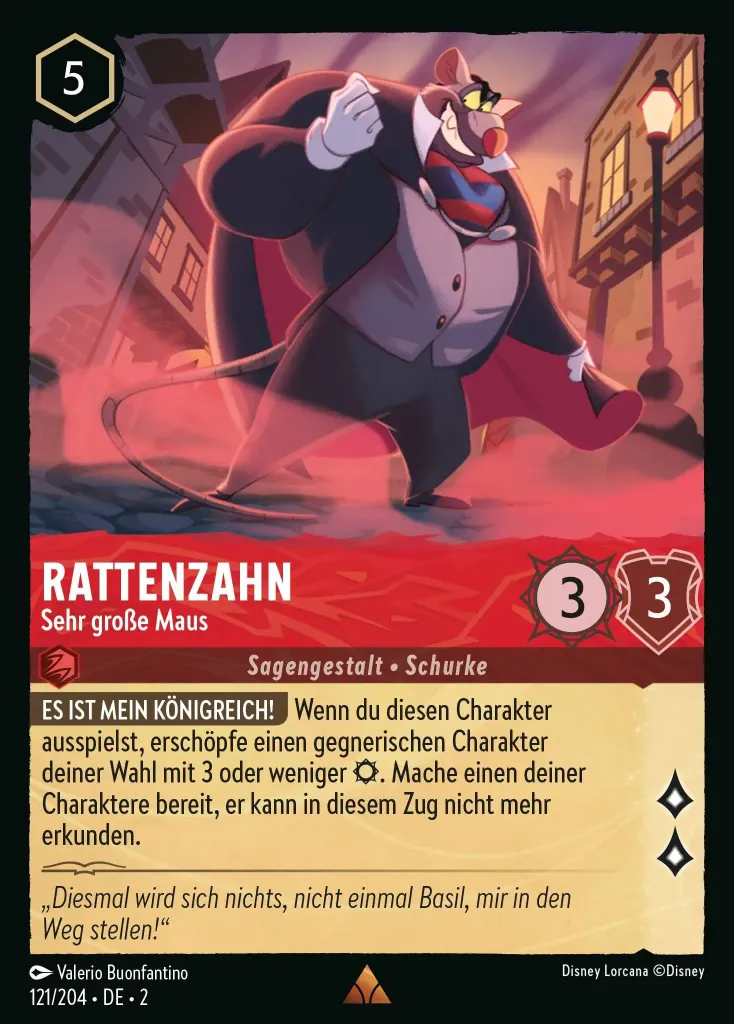 5
RATTENZAHN
Sehr große Maus
3
3
Sagengestalt • Schurke
ES IST MEIN KÖNIGREICH! Wenn du diesen Charakter
ausspielst, erschöpfe einen gegnerischen Charakter
deiner Wahl mit 3 oder weniger ⛭. Mache einen deiner
Charaktere bereit, er kann in diesem Zug nicht mehr
erkunden.
„Diesmal wird sich nichts, nicht einmal Basil, mir in den
Weg stellen!“
Valerio Buonfantino
Disney Lorcana ©Disney
121/204 • DE • 2